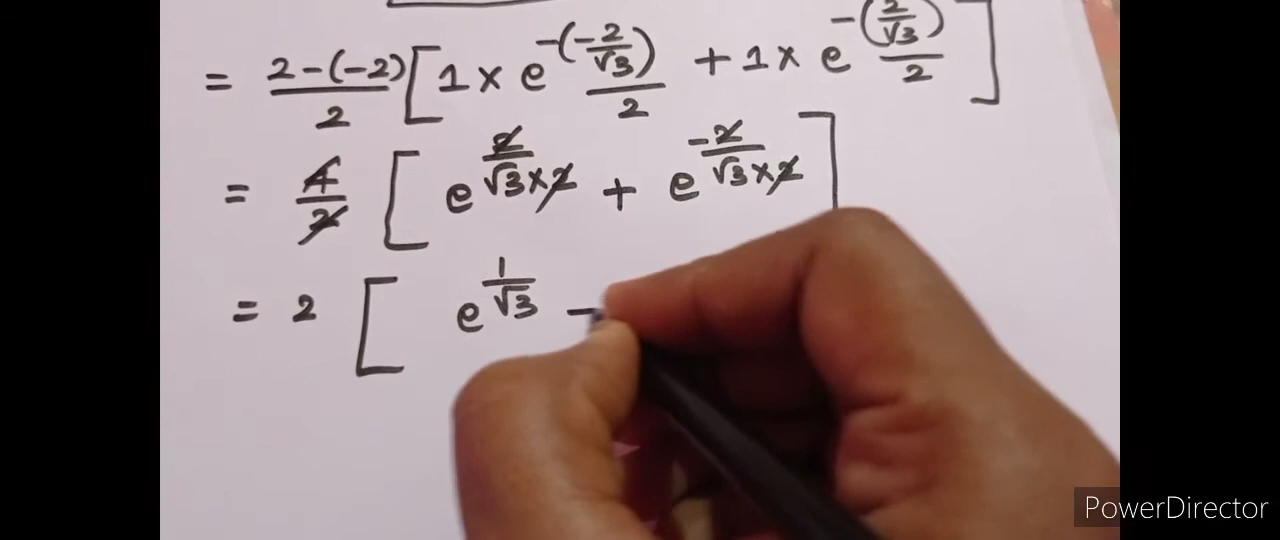 = 2-(-2)/2 [ 1 × e^-(-2/√3)/2 + 1 × e^-(2/√3)/2 ]
= 4/2 [ e^2/√3×2 + e^-2/√3×2 ]
= 2 [ e^1/√3 -
PowerDirector